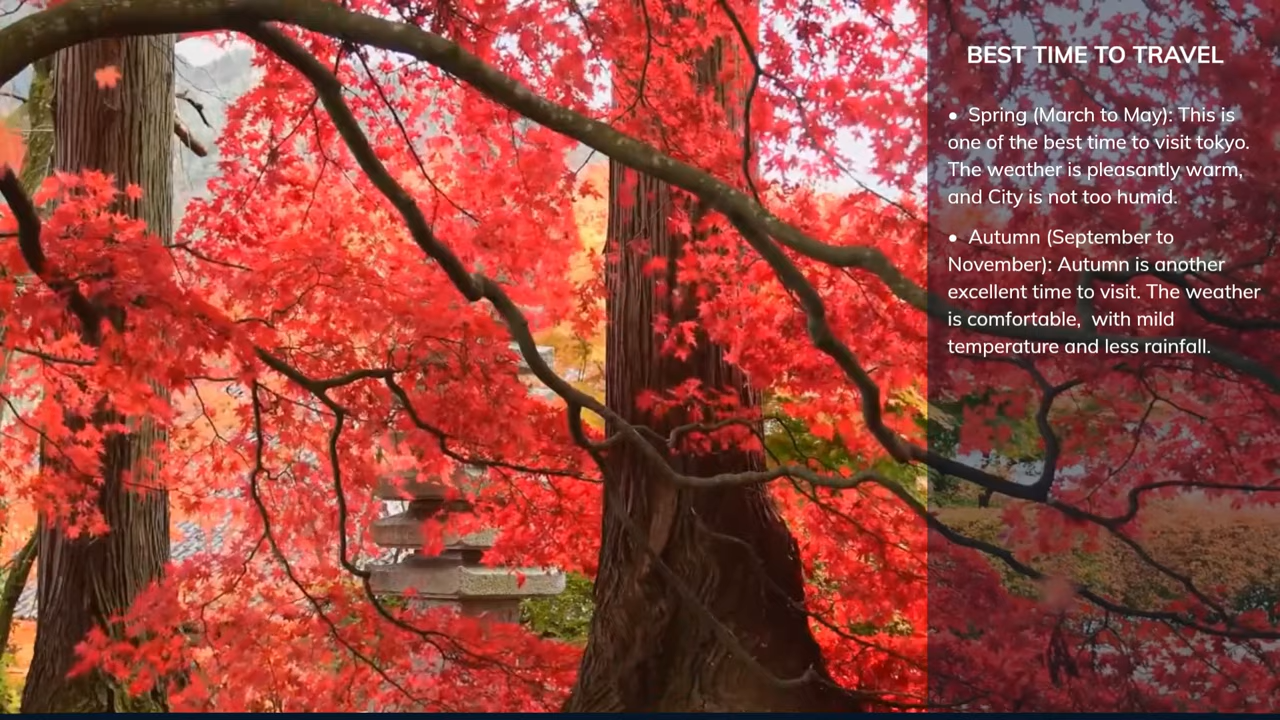 BEST TIME TO TRAVEL
● Spring (March to May): This is
one of the best time to visit tokyo.
The weather is pleasantly warm,
and City is not too humid.
● Autumn (September to
November): Autumn is another
excellent time to visit. The weather
is comfortable,  with mild
temperature and less rainfall.